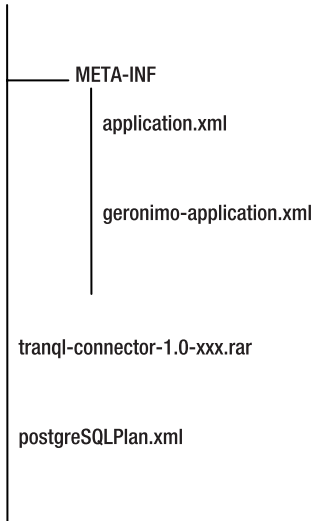 META-INF
application.xml
geronimo-application.xml
tranql-connector-1.0-xxx.rar
postgreSQLPlan.xml